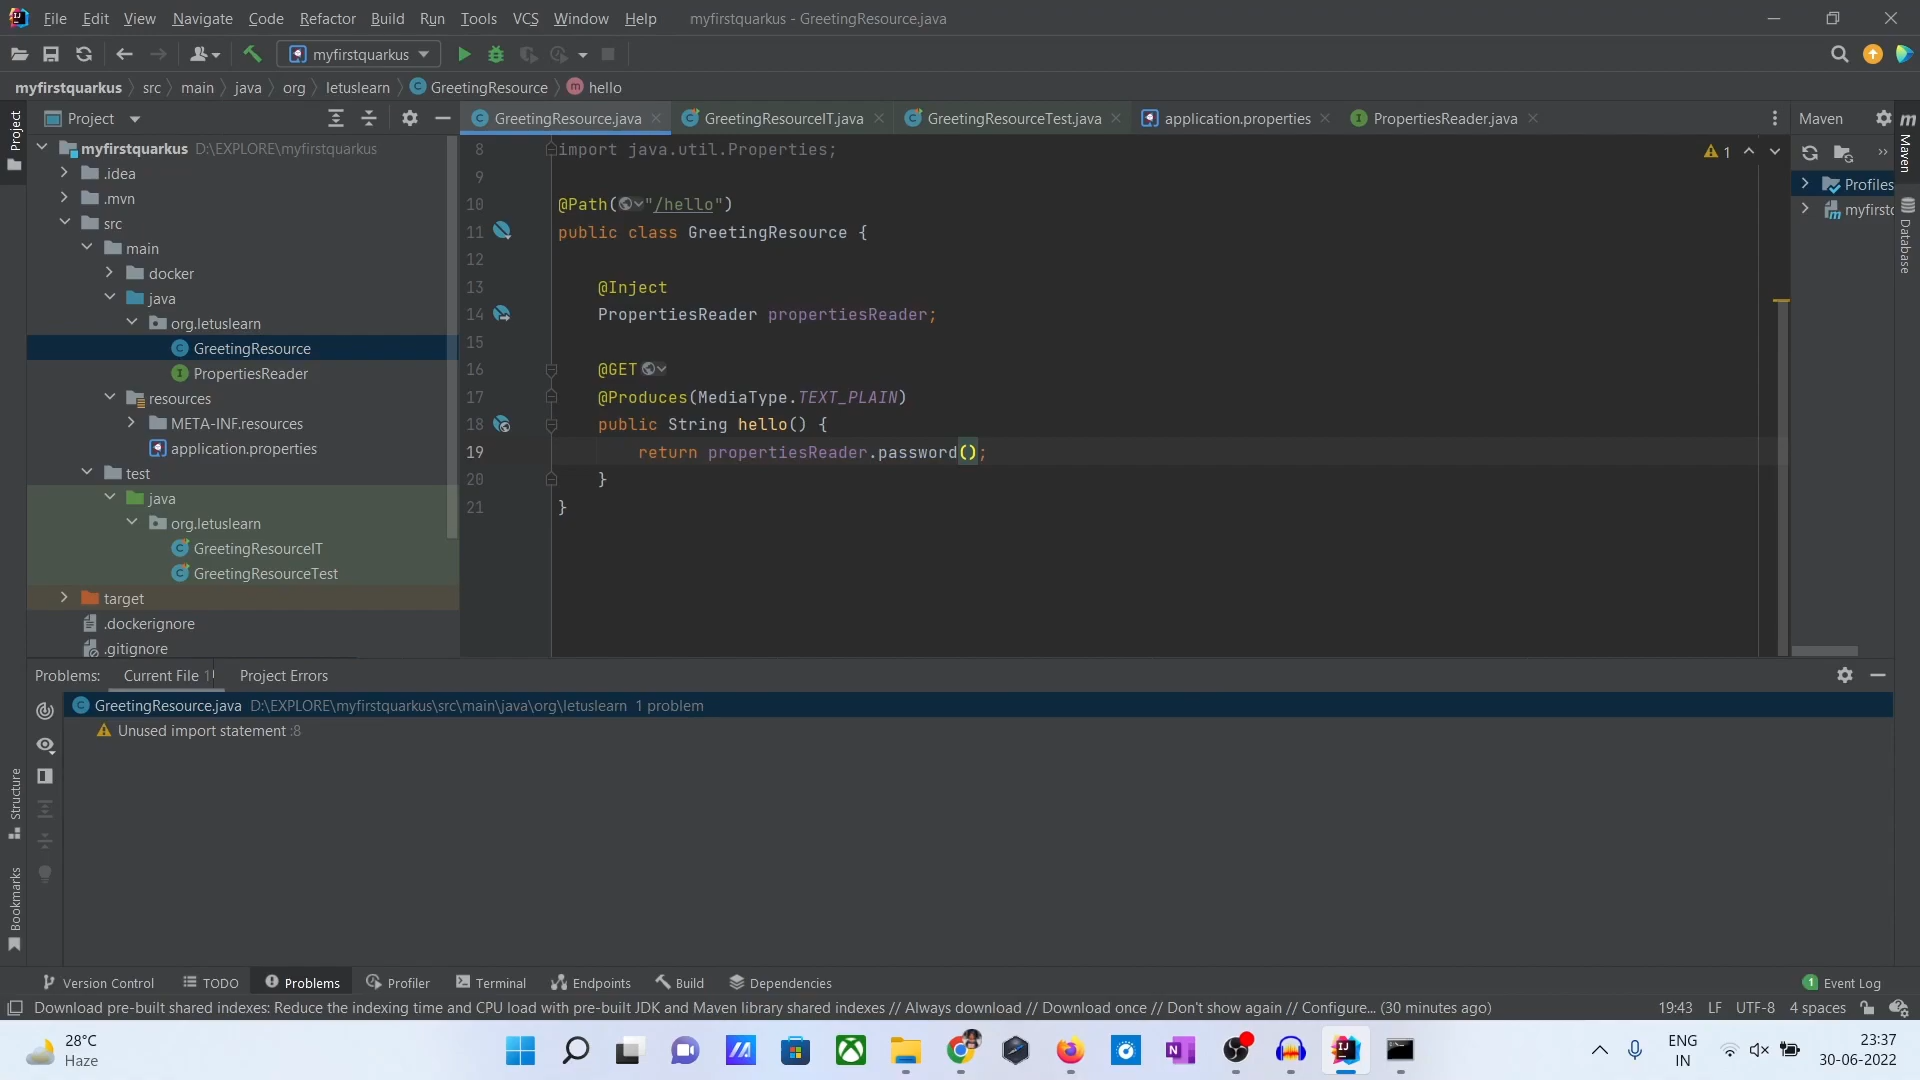 File Edit View Navigate Code Refactor Build Run Tools VCS Window Help myfirstquarkus - GreetingResource.java
myfirstquarkus
myfirstquarkus src main java org letuslearn GreetingResource hello
Project
GreetingResource.java GreetingResourceIT.java GreetingResourceTest.java application.properties PropertiesReader.java
Maven
myfirstquarkus D:\EXPLORE\myfirstquarkus
.idea
.mvn
src
main
docker
java
org.letuslearn
GreetingResource
PropertiesReader
resources
META-INF.resources
application.properties
test
java
org.letuslearn
GreetingResourceIT
GreetingResourceTest
target
.dockerignore
.gitignore
8 import java.util.Properties;
9
10 @Path("/hello")
11 public class GreetingResource {
12
13 @Inject
14 PropertiesReader propertiesReader;
15
16 @GET
17 @Produces(MediaType.TEXT_PLAIN)
18 public String hello() {
19 return propertiesReader.password();
20 }
21 }
1
Profiles
myfirst
Project
Structure
Bookmarks
Maven
Database
Problems: Current File 1 Project Errors
GreetingResource.java D:\EXPLORE\myfirstquarkus\src\main\java\org\letuslearn 1 problem
Unused import statement :8
Version Control TODO Problems Profiler Terminal Endpoints Build Dependencies 1 Event Log
Download pre-built shared indexes: Reduce the indexing time and CPU load with pre-built JDK and Maven library shared indexes // Always download // Download once // Don't show again // Configure... (30 minutes ago) 19:43 LF UTF-8 4 spaces
28°C
Haze
ENG
IN
23:37
30-06-2022